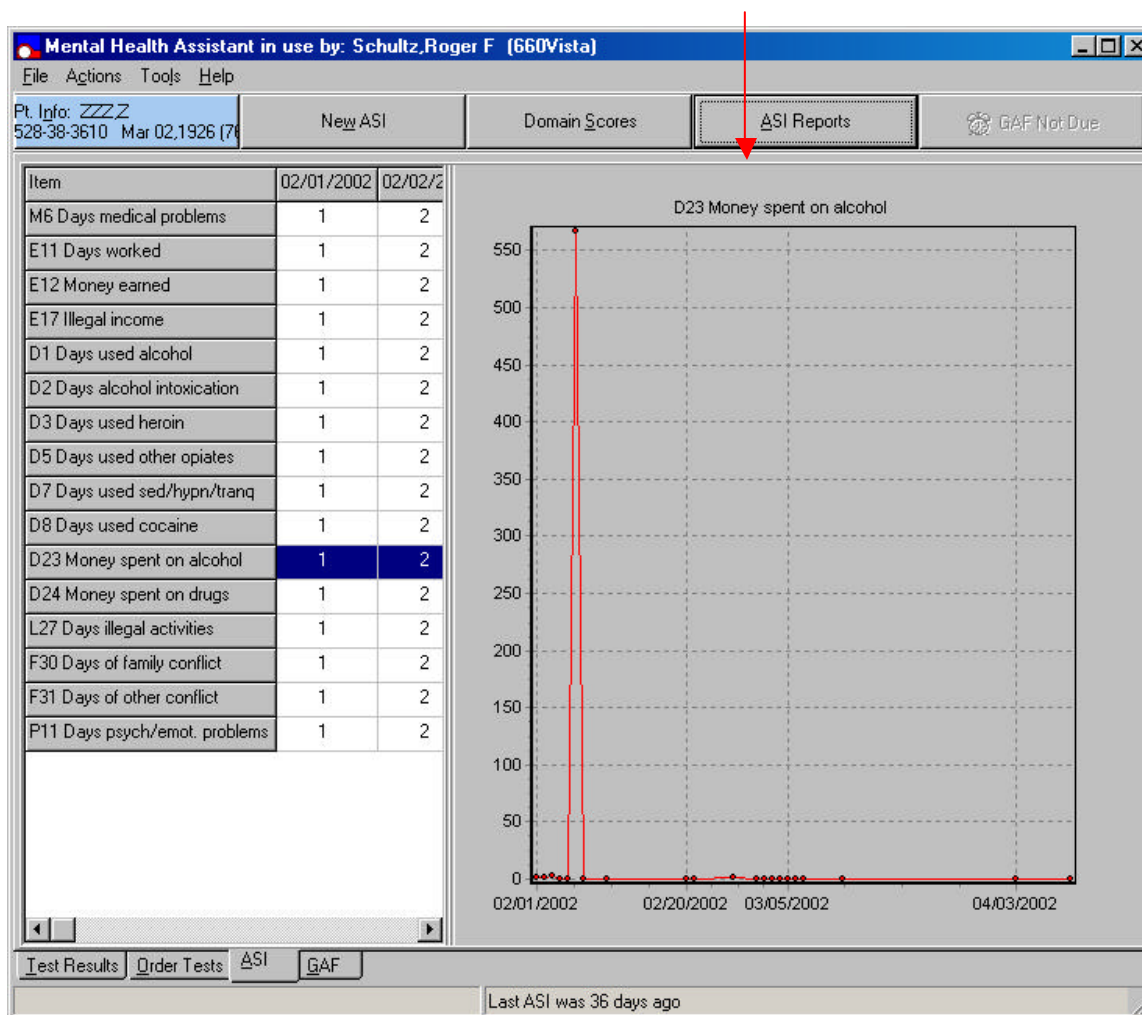 Mental Health Assistant in use by: Schultz,Roger F (660Vista)
File Actions Tools Help
Pt. Info: ZZZ,Z
528-38-3610 Mar 02,1926 (76
New ASI
Domain Scores
ASI Reports
GAF Not Due
Item 02/01/2002 02/02/2
M6 Days medical problems 1 2
E11 Days worked 1 2
E12 Money earned 1 2
E17 Illegal income 1 2
D1 Days used alcohol 1 2
D2 Days alcohol intoxication 1 2
D3 Days used heroin 1 2
D5 Days used other opiates 1 2
D7 Days used sed/hypn/tranq 1 2
D8 Days used cocaine 1 2
D23 Money spent on alcohol 1 2
D24 Money spent on drugs 1 2
L27 Days illegal activities 1 2
F30 Days of family conflict 1 2
F31 Days of other conflict 1 2
P11 Days psych/emot. problems 1 2
D23 Money spent on alcohol
550
500
450
400
350
300
250
200
150
100
50
0
02/01/2002 02/20/2002 03/05/2002 04/03/2002
Test Results Order Tests ASI GAF
Last ASI was 36 days ago